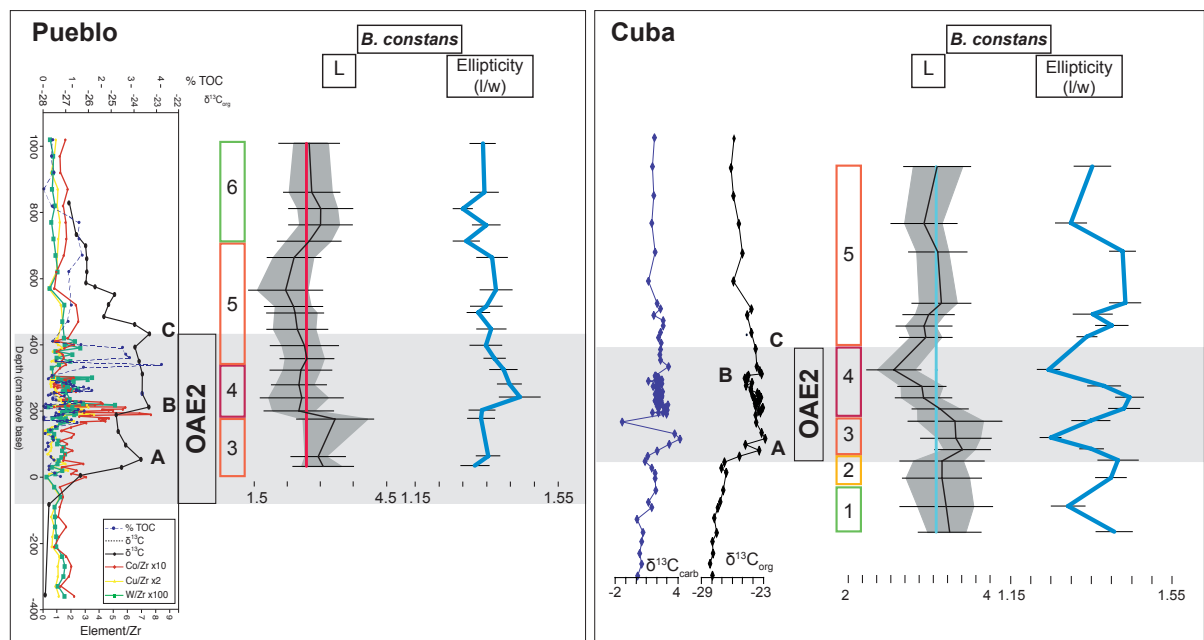 Pueblo
B. constans
L
Ellipticity
(l/w)
0 1 2 3 4
% TOC
-28 -27 -26 -25 -24 -23 -22
δ13Corg
Depth (cm above base)
1000
800
600
400
200
0
-200
-400
C
B
A
OAE2
6
5
4
3
1.5 4.5 1.15 1.55
% TOC
δ13C
δ13C
Co/Zr x10
Cu/Zr x2
W/Zr x100
1 2 3 4 5 6 7 8 9
Element/Zr
Cuba
B. constans
L
Ellipticity
(l/w)
C
B
A
OAE2
5
4
3
2
1
δ13Ccarb
δ13Corg
-2 4 -29 -23
2 4 1.15 1.55